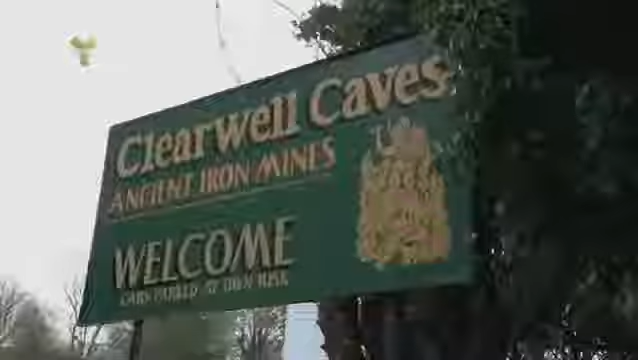 Clearwell Caves
ANCIENT IRON MINES
WELCOME
CARS PARKED AT OWN RISK